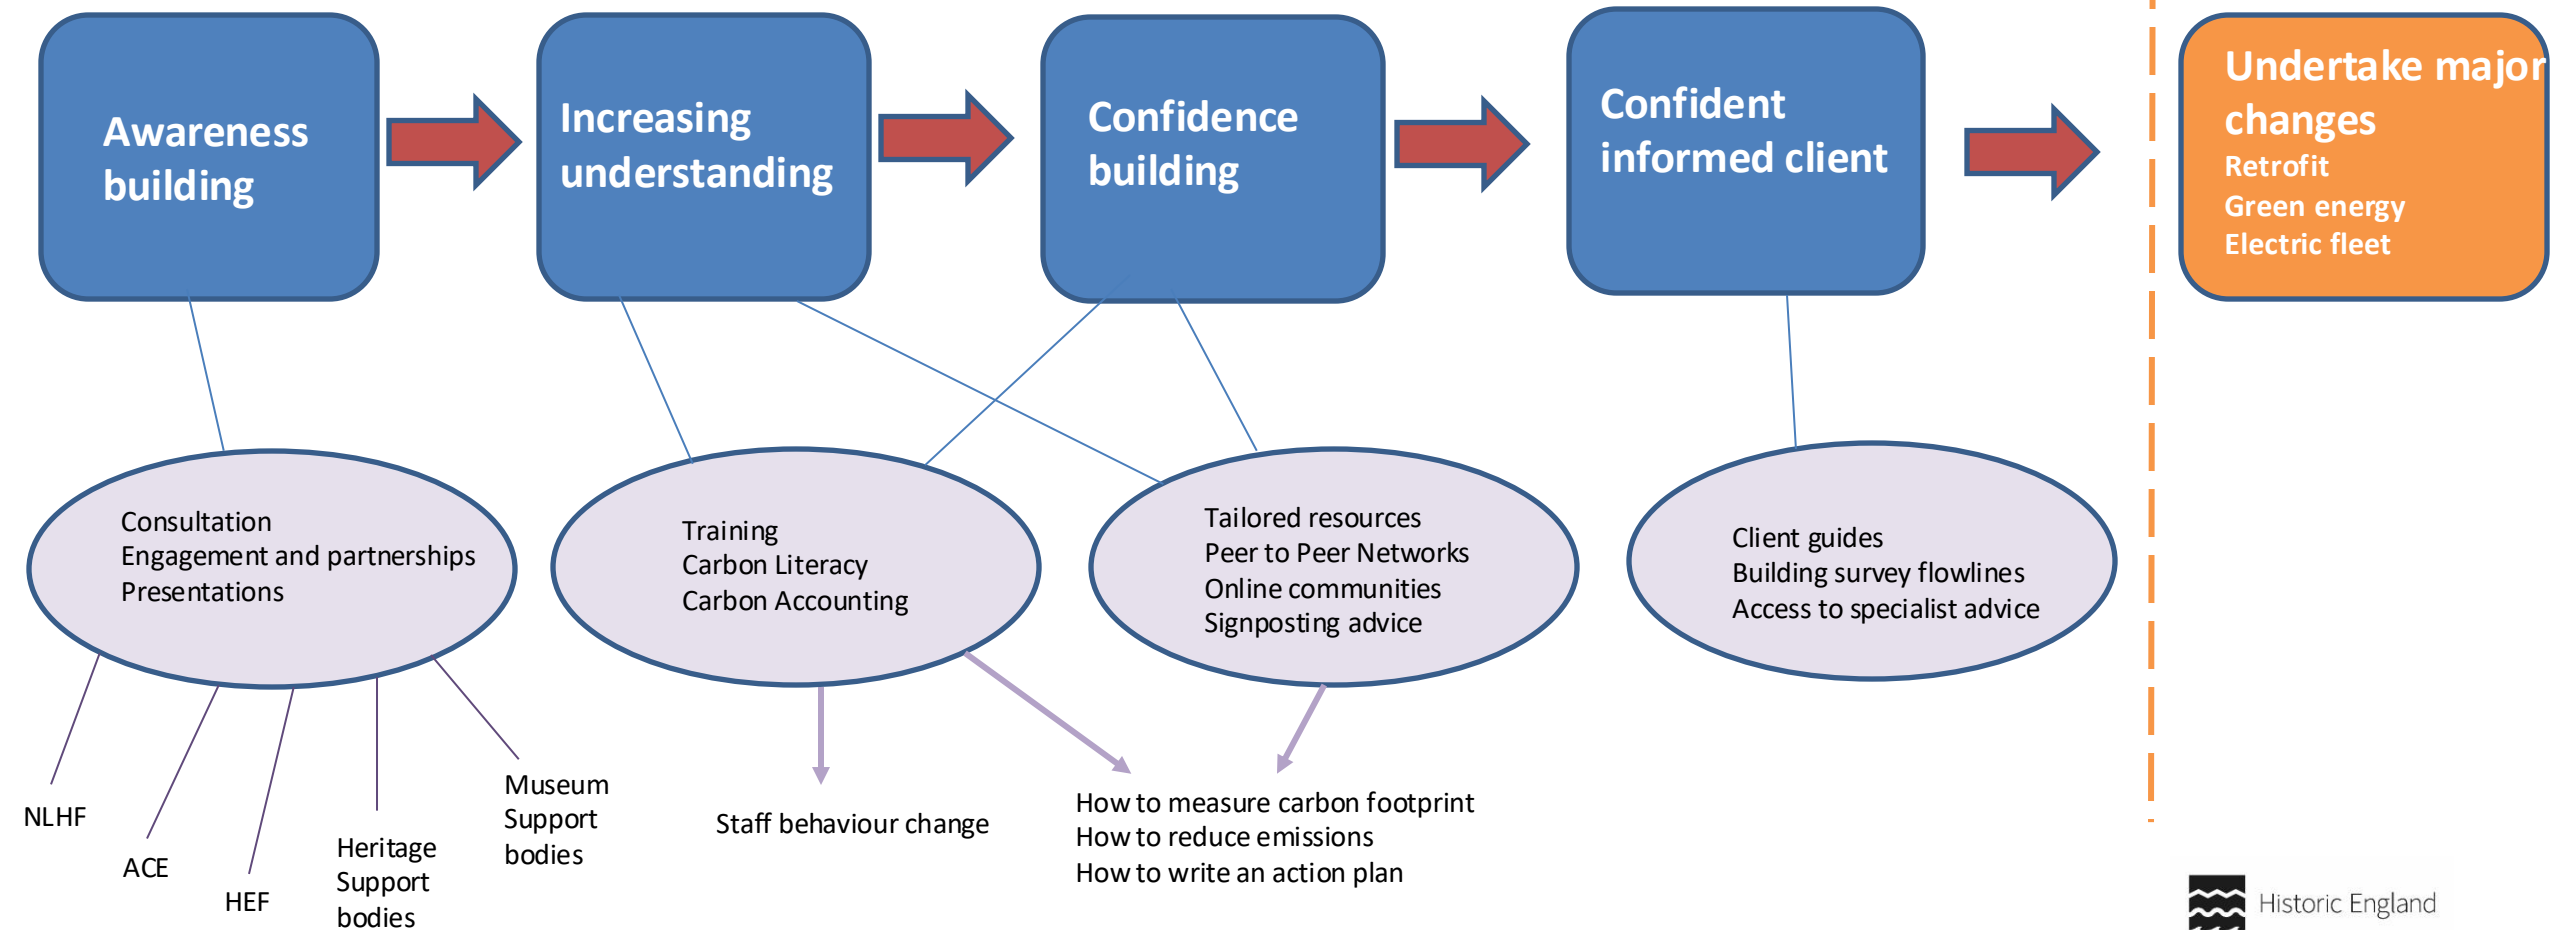 Awareness
building
Increasing
understanding
Confidence
building
Confident
informed client
Undertake major
changes
Retrofit
Green energy
Electric fleet
Consultation
Engagement and partnerships
Presentations
Training
Carbon Literacy
Carbon Accounting
Tailored resources
Peer to Peer Networks
Online communities
Signposting advice
Client guides
Building survey flowlines
Access to specialist advice
NLHF
ACE
HEF
Heritage
Support
bodies
Museum
Support
bodies
Staff behaviour change
How to measure carbon footprint
How to reduce emissions
How to write an action plan
Historic England